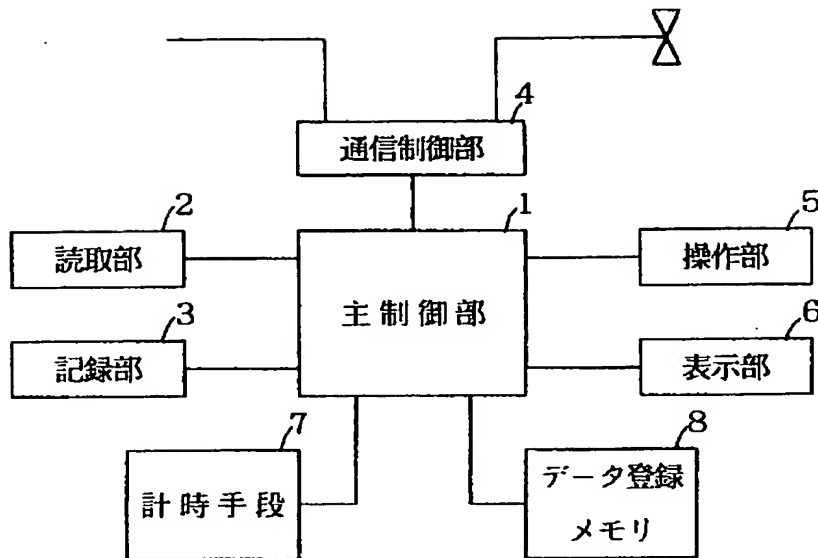 4
通信制御部
2
1
5
読取部
主制御部
操作部
3
6
記録部
表示部
7
8
計時手段
データ登録
メモリ